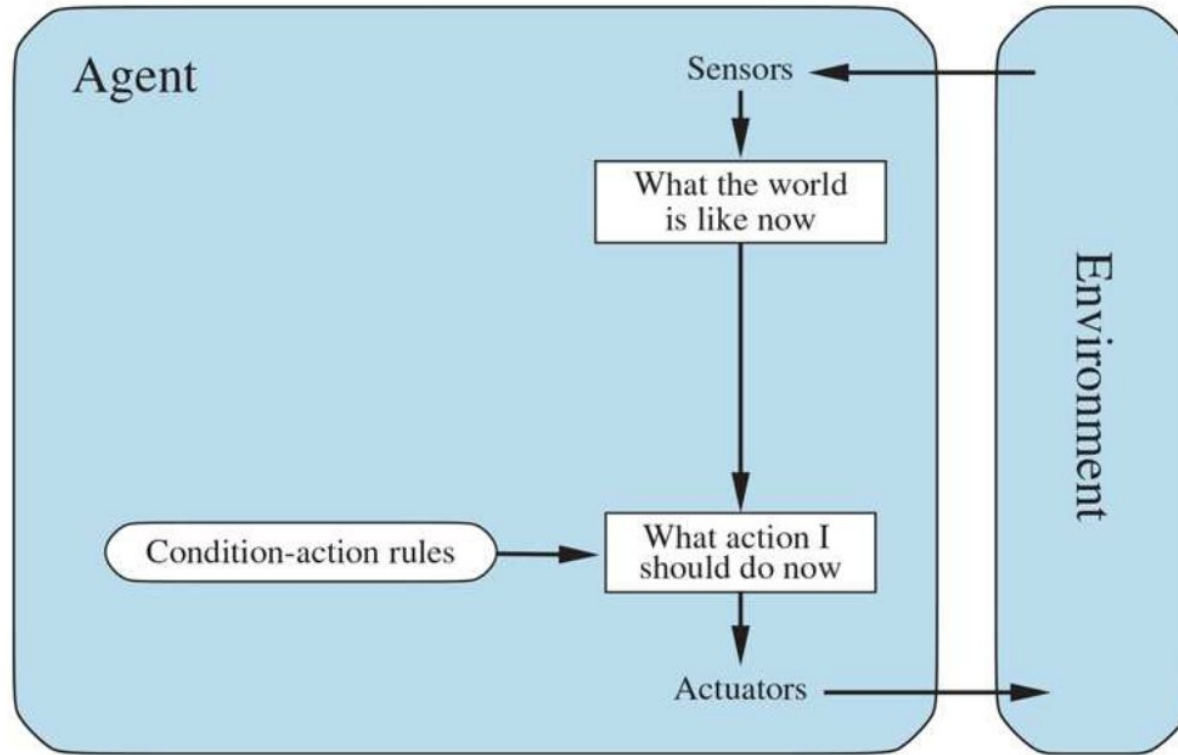 Agent
Sensors
What the world
is like now
Environment
Condition-action rules
What action I
should do now
Actuators